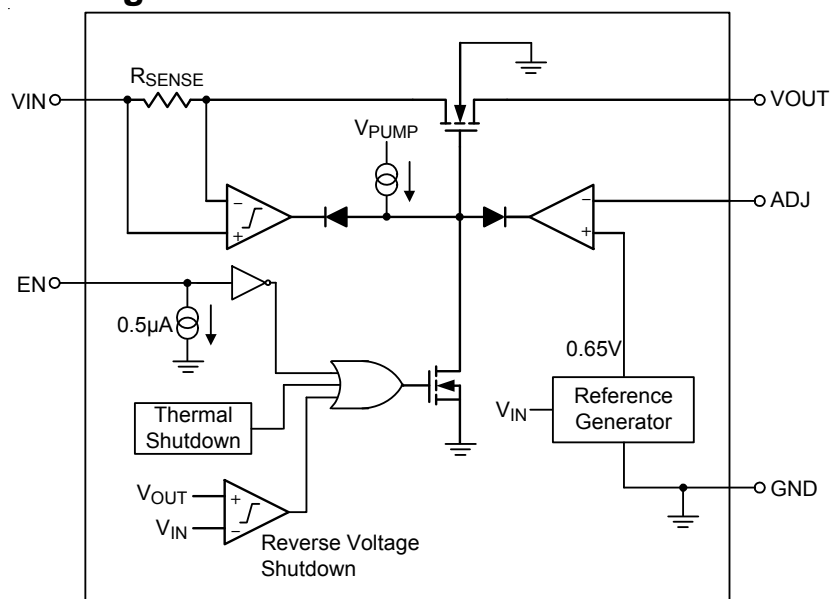 RSENSE
VIN
VOUT
VPUMP
-
+
-
+
ADJ
EN
0.5µA
0.65V
Thermal
Shutdown
VIN
Reference
Generator
VOUT
+
VIN
-
GND
Reverse Voltage
Shutdown